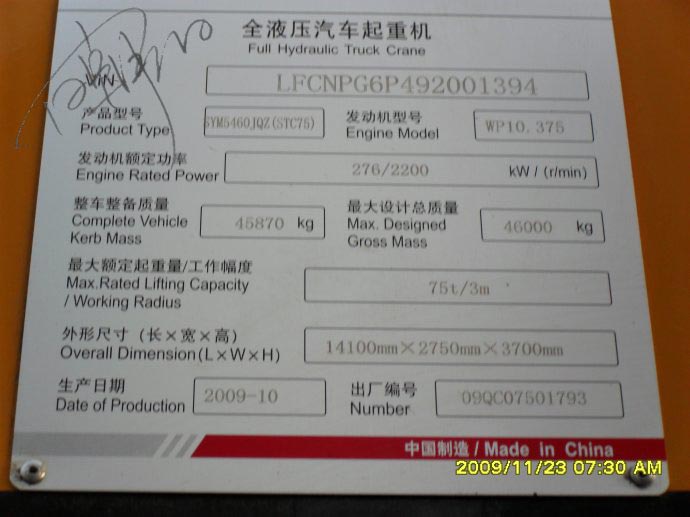 全液压汽车起重机
Full Hydraulic Truck Crane
VIN LFCNPG6P492001394
产品型号 发动机型号
Product Type SYM5460JQZ(STC75) Engine Model WP10.375
发动机额定功率
Engine Rated Power 276/2200 kW / (r/min)
整车整备质量 最大设计总质量
Complete Vehicle Kerb Mass 45870 kg Max. Designed Gross Mass 46000 kg
最大额定起重量/工作幅度
Max.Rated Lifting Capacity
/ Working Radius 75t/3m
外形尺寸 (长×宽×高)
Overall Dimension(L×W×H) 14100mm×2750mm×3700mm
生产日期 出厂编号
Date of Production 2009-10 Number 09QC07501793
中国制造 / Made in China
2009/11/23 07:30 AM